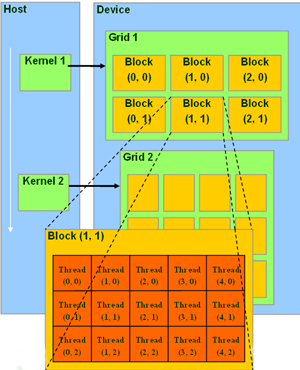 Host
Device
Grid 1
Kernel 1
Block
(0, 0)
Block
(1, 0)
Block
(2, 0)
Block
(0, 1)
Block
(1, 1)
Block
(2, 1)
Grid 2
Kernel 2
Block (1, 1)
Thread
(0, 0)
Thread
(1, 0)
Thread
(2, 0)
Thread
(3, 0)
Thread
(4, 0)
Thread
(0, 1)
Thread
(1, 1)
Thread
(2, 1)
Thread
(3, 1)
Thread
(4, 1)
Thread
(0, 2)
Thread
(1, 2)
Thread
(2, 2)
Thread
(3, 2)
Thread
(4, 2)